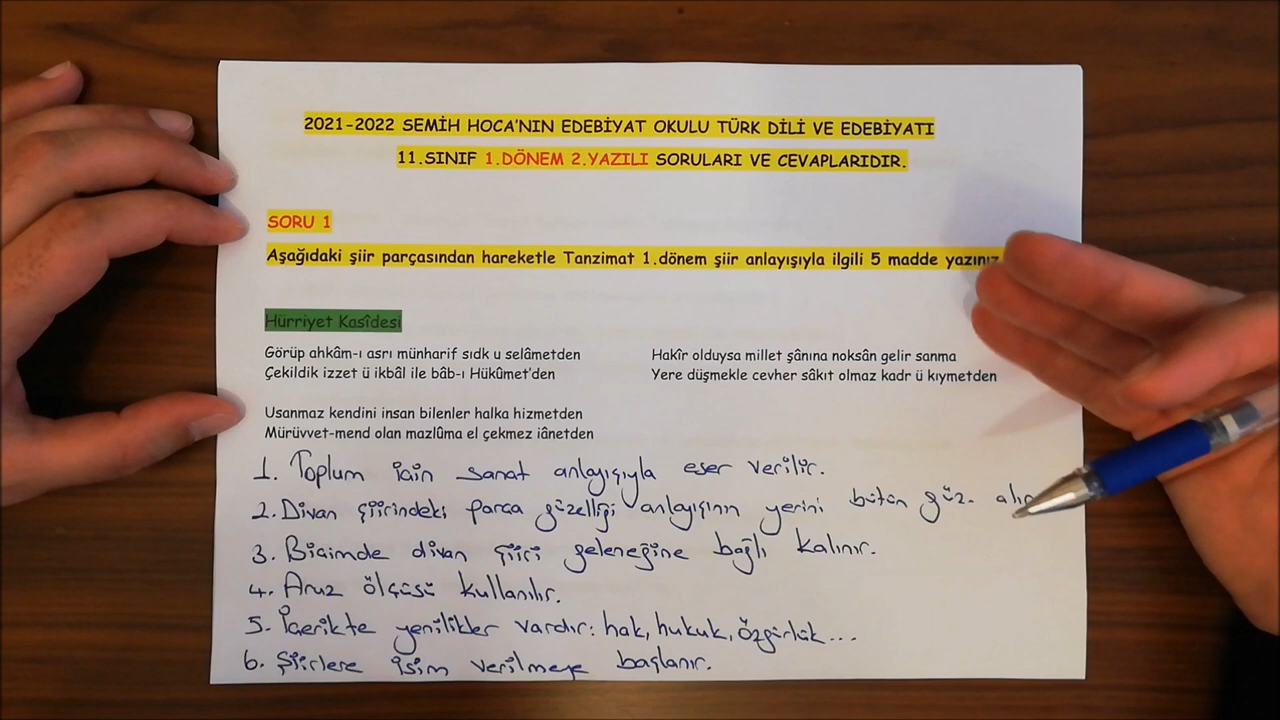 2021-2022 SEMİH HOCA'NIN EDEBİYAT OKULU TÜRK DİLİ VE EDEBİYATI
11.SINIF 1.DÖNEM 2.YAZILI SORULARI VE CEVAPLARIDIR.
SORU 1
Aşağıdaki şiir parçasından hareketle Tanzimat 1.dönem şiir anlayışıyla ilgili 5 madde yazınız
Hürriyet Kasîdesi
Görüp ahkâm-ı asrı münharif sıdk u selâmetden
Çekildik izzet ü ikbâl ile bâb-ı Hükûmet'den
Usanmaz kendini insan bilenler halka hizmetden
Mürüvvet-mend olan mazlûma el çekmez iânetden
Hakîr olduysa millet şânına noksân gelir sanma
Yere düşmekle cevher sâkıt olmaz kadr ü kıymetden
1. Toplum için sanat anlayışıyla eser verilir.
2. Divan şiirindeki parça güzelliği anlayışının yerini bütün güz. alır
3. Biçimde divan şiiri geleneğine bağlı kalınır.
4. Aruz ölçüsü kullanılır.
5. İçerikte yenilikler vardır: hak, hukuk, özgürlük...
6. Şiirlere isim verilmeye başlanır.